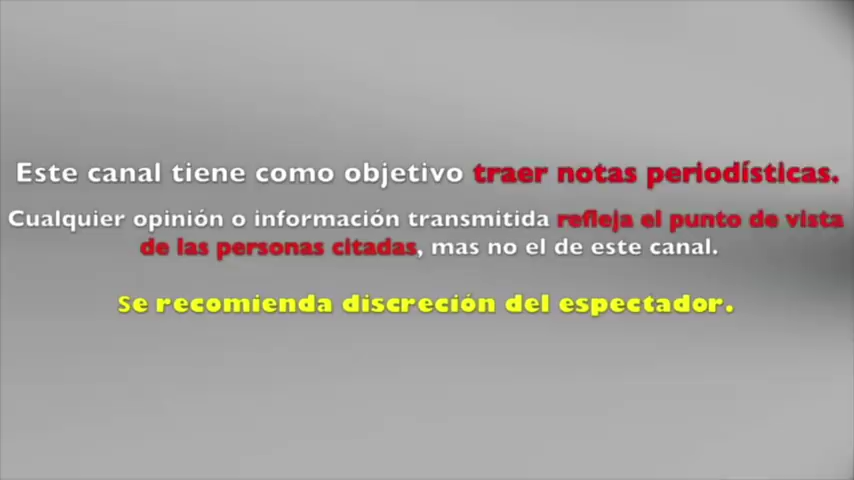 Este canal tiene como objetivo traer notas periodísticas.
Cualquier opinión o información transmitida refleja el punto de vista
de las personas citadas, mas no el de este canal.
Se recomienda discreción del espectador.